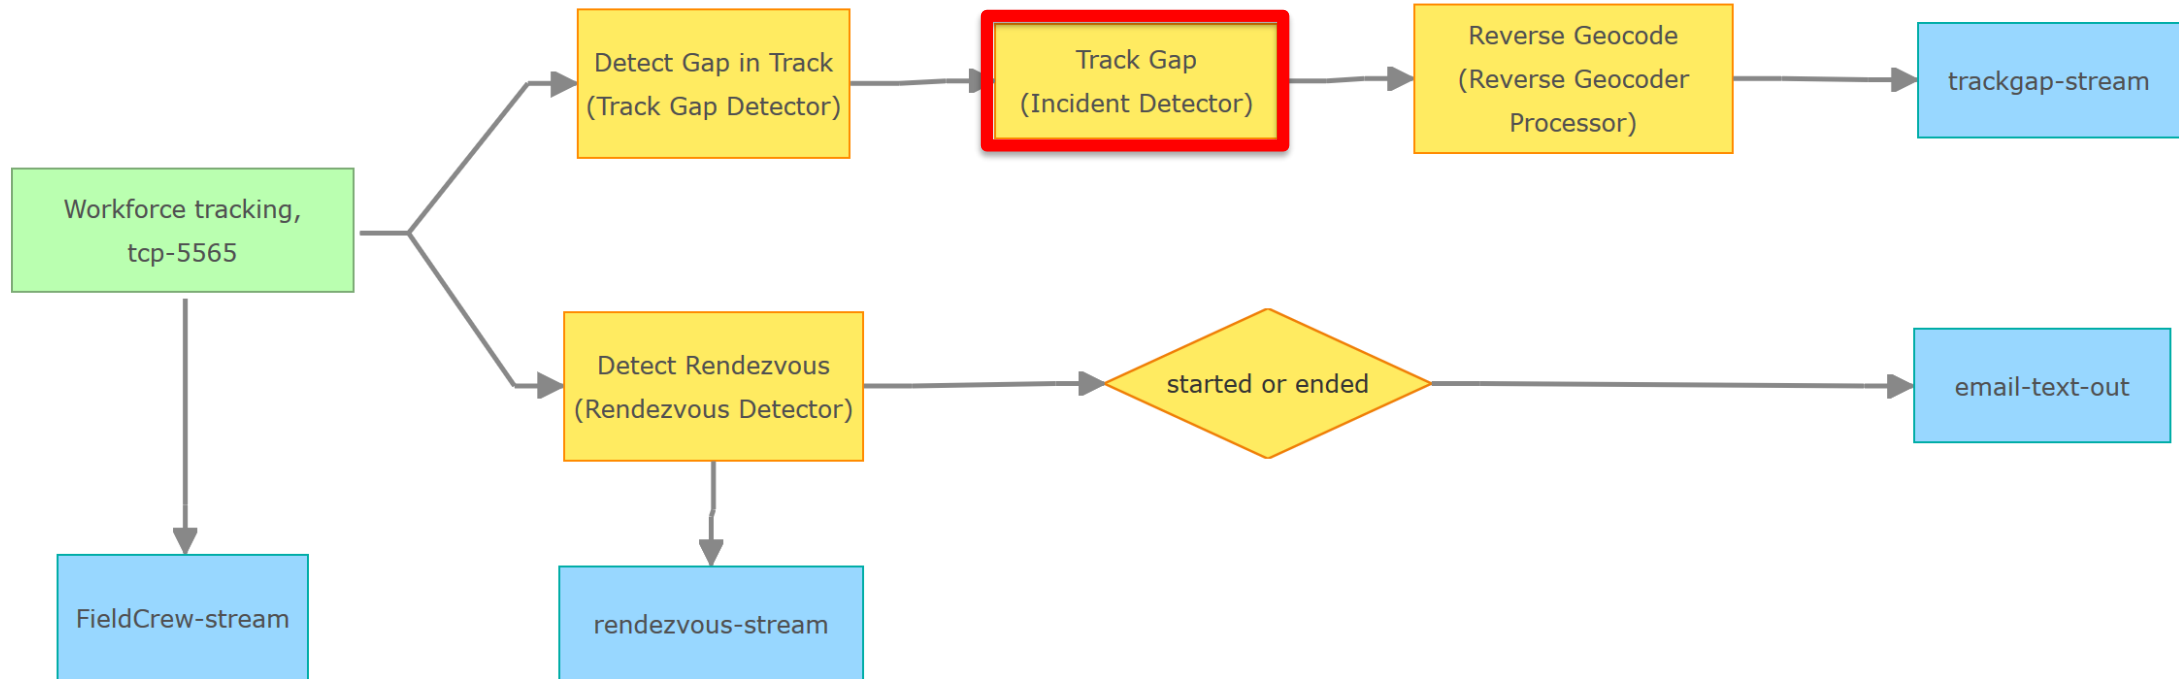 Detect Gap in Track
(Track Gap Detector)
Track Gap
(Incident Detector)
Reverse Geocode
(Reverse Geocoder
Processor)
trackgap-stream
Workforce tracking,
tcp-5565
Detect Rendezvous
(Rendezvous Detector)
started or ended
email-text-out
FieldCrew-stream
rendezvous-stream